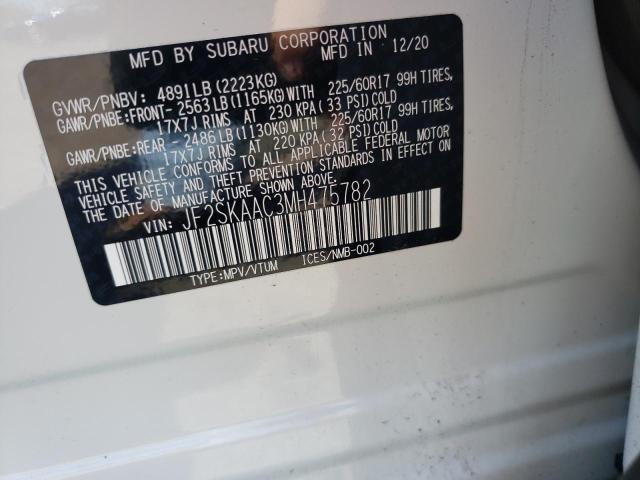 MFD BY SUBARU CORPORATION
MFD IN 12/20
GVWR/PNBV: 4891LB(2223KG)
GAWR/PNBE:FRONT- 2563LB(1165KG)WITH 225/60R17 99H TIRES,
17X7J RIMS AT 230 KPA(33 PSI)COLD
GAWR/PNBE:REAR - 2486LB(1130KG)WITH 225/60R17 99H TIRES,
17X7J RIMS AT 220 KPA(32 PSI)COLD
THIS VEHICLE CONFORMS TO ALL APPLICABLE FEDERAL MOTOR
VEHICLE SAFETY AND THEFT PREVENTION STANDARDS IN EFFECT
ON THE DATE OF MANUFACTURE SHOWN ABOVE.
VIN: JF2SKAAC3MH475782
TYPE:MPV/VTUM ICES/NMB-002